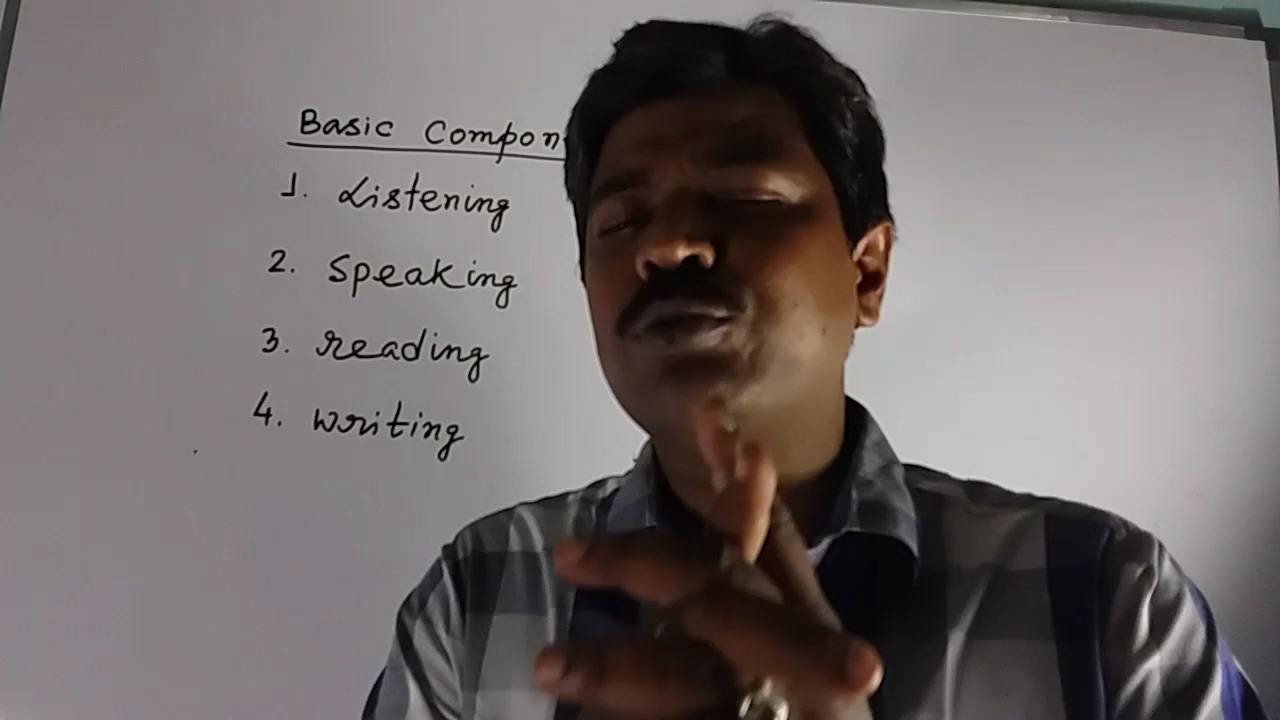 Basic Compon
1. Listening
2. Speaking
3. reading
4. writing